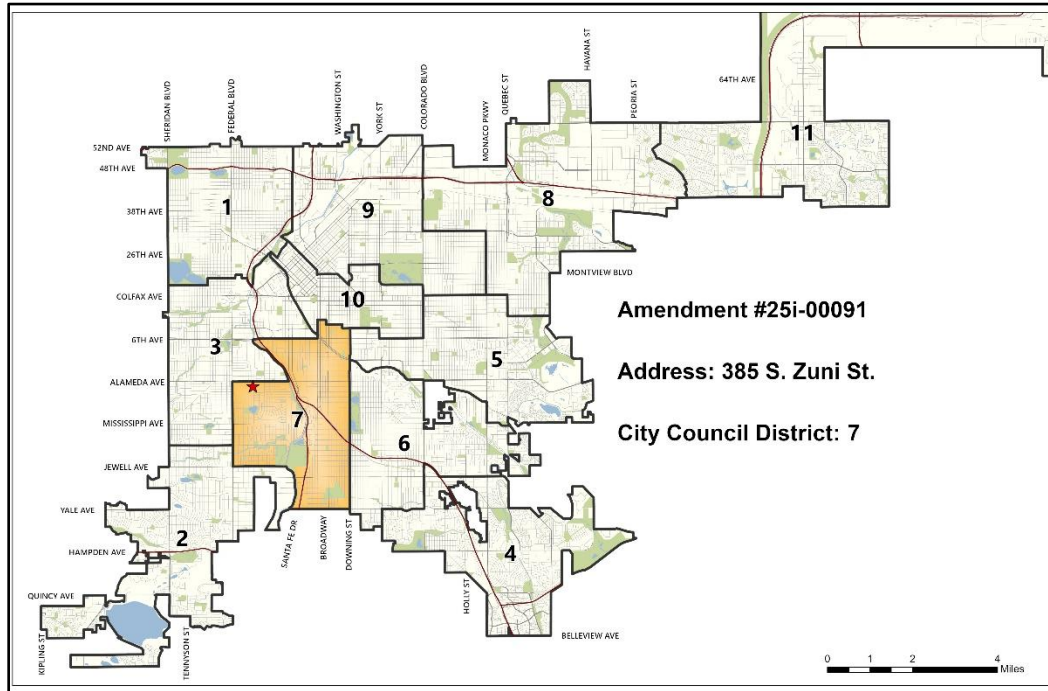 SHERIDAN BLVD
FEDERAL BLVD
WASHINGTON ST
YORK ST
COLORADO BLVD
MONACO PKWY
QUEBEC ST
HAVANA ST
PEORIA ST
64TH AVE
11
52ND AVE
48TH AVE
1
9
8
38TH AVE
26TH AVE
MONTVIEW BLVD
COLFAX AVE
10
Amendment #25i-00091
6TH AVE
3
5
ALAMEDA AVE
Address: 385 S. Zuni St.
7
MISSISSIPPI AVE
6
City Council District: 7
JEWELL AVE
YALE AVE
2
SANTA FE DR
BROADWAY
DOWNING ST
4
HAMPDEN AVE
QUINCY AVE
HOLLY ST
KIPLING ST
TENNYSON ST
BELLEVIEW AVE
0 1 2 4
Miles